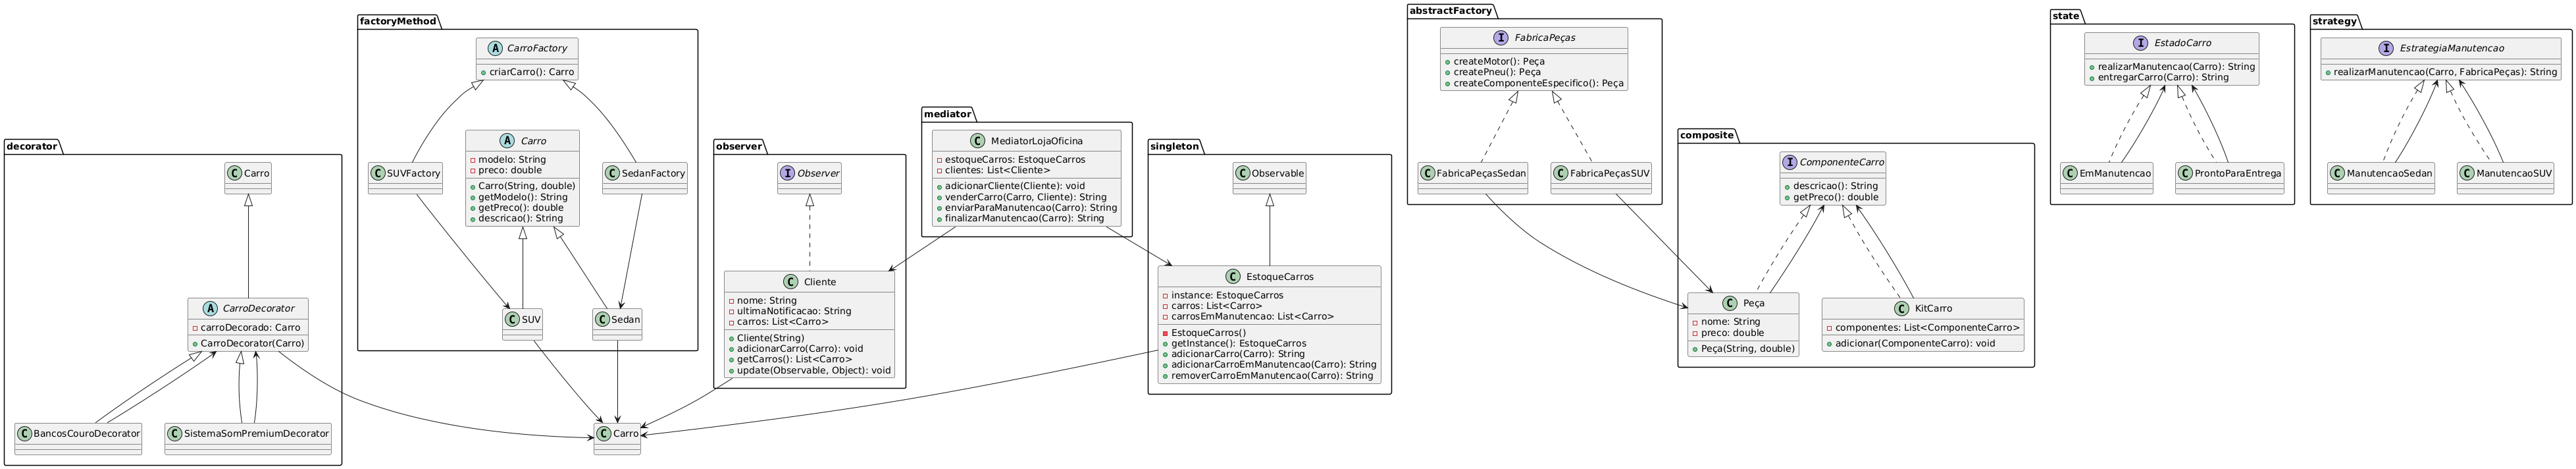 decorator
Carro
CarroDecorator
carroDecorado: Carro
CarroDecorator(Carro)
BancosCouroDecorator
SistemaSomPremiumDecorator
factoryMethod
CarroFactory
criarCarro(): Carro
Carro
modelo: String
preco: double
Carro(String, double)
getModelo(): String
getPreco(): double
descricao(): String
SUVFactory
SedanFactory
SUV
Sedan
Carro
observer
Observer
Cliente
nome: String
ultimaNotificacao: String
carros: List<Carro>
Cliente(String)
adicionarCarro(Carro): void
getCarros(): List<Carro>
update(Observable, Object): void
mediator
MediatorLojaOficina
estoqueCarros: EstoqueCarros
clientes: List<Cliente>
adicionarCliente(Cliente): void
venderCarro(Carro, Cliente): String
enviarParaManutencao(Carro): String
finalizarManutencao(Carro): String
singleton
Observable
EstoqueCarros
instance: EstoqueCarros
carros: List<Carro>
carrosEmManutencao: List<Carro>
EstoqueCarros()
getInstance(): EstoqueCarros
adicionarCarro(Carro): String
adicionarCarroEmManutencao(Carro): String
removerCarroEmManutencao(Carro): String
abstractFactory
FabricaPeças
createMotor(): Peça
createPneu(): Peça
createComponenteEspecifico(): Peça
FabricaPeçasSedan
FabricaPeçasSUV
composite
ComponenteCarro
descricao(): String
getPreco(): double
Peça
nome: String
preco: double
Peça(String, double)
KitCarro
componentes: List<ComponenteCarro>
adicionar(ComponenteCarro): void
state
EstadoCarro
realizarManutencao(Carro): String
entregarCarro(Carro): String
EmManutencao
ProntoParaEntrega
strategy
EstrategiaManutencao
realizarManutencao(Carro, FabricaPeças): String
ManutencaoSedan
ManutencaoSUV